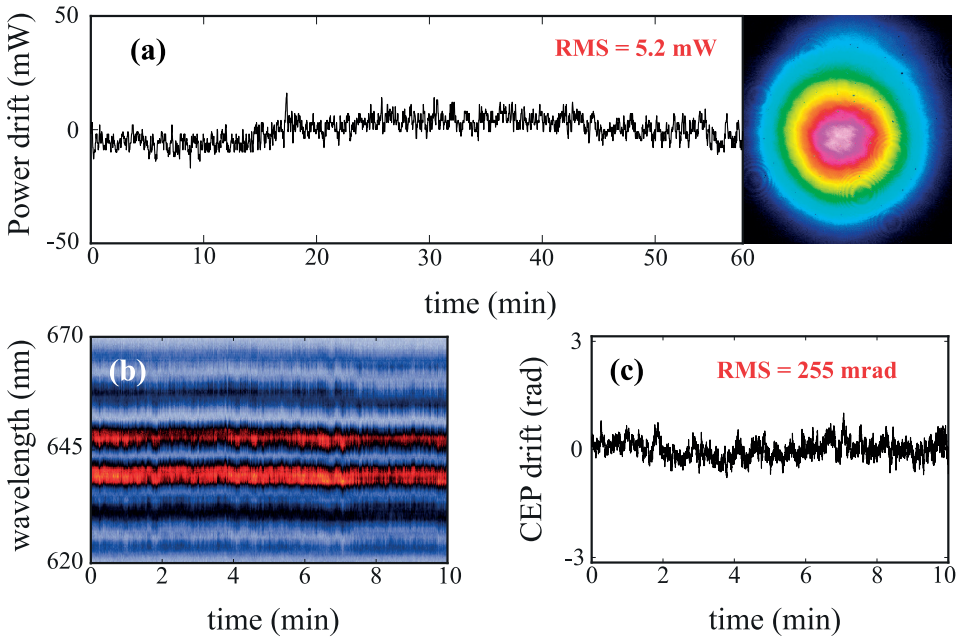 Power drift (mW)
50
0
-50
(a)
RMS = 5.2 mW
0 10 20 30 40 50 60
time (min)
wavelength (nm)
670
645
620
(b)
0 2 4 6 8 10
time (min)
CEP drift (rad)
3
0
-3
(c)
RMS = 255 mrad
0 2 4 6 8 10
time (min)